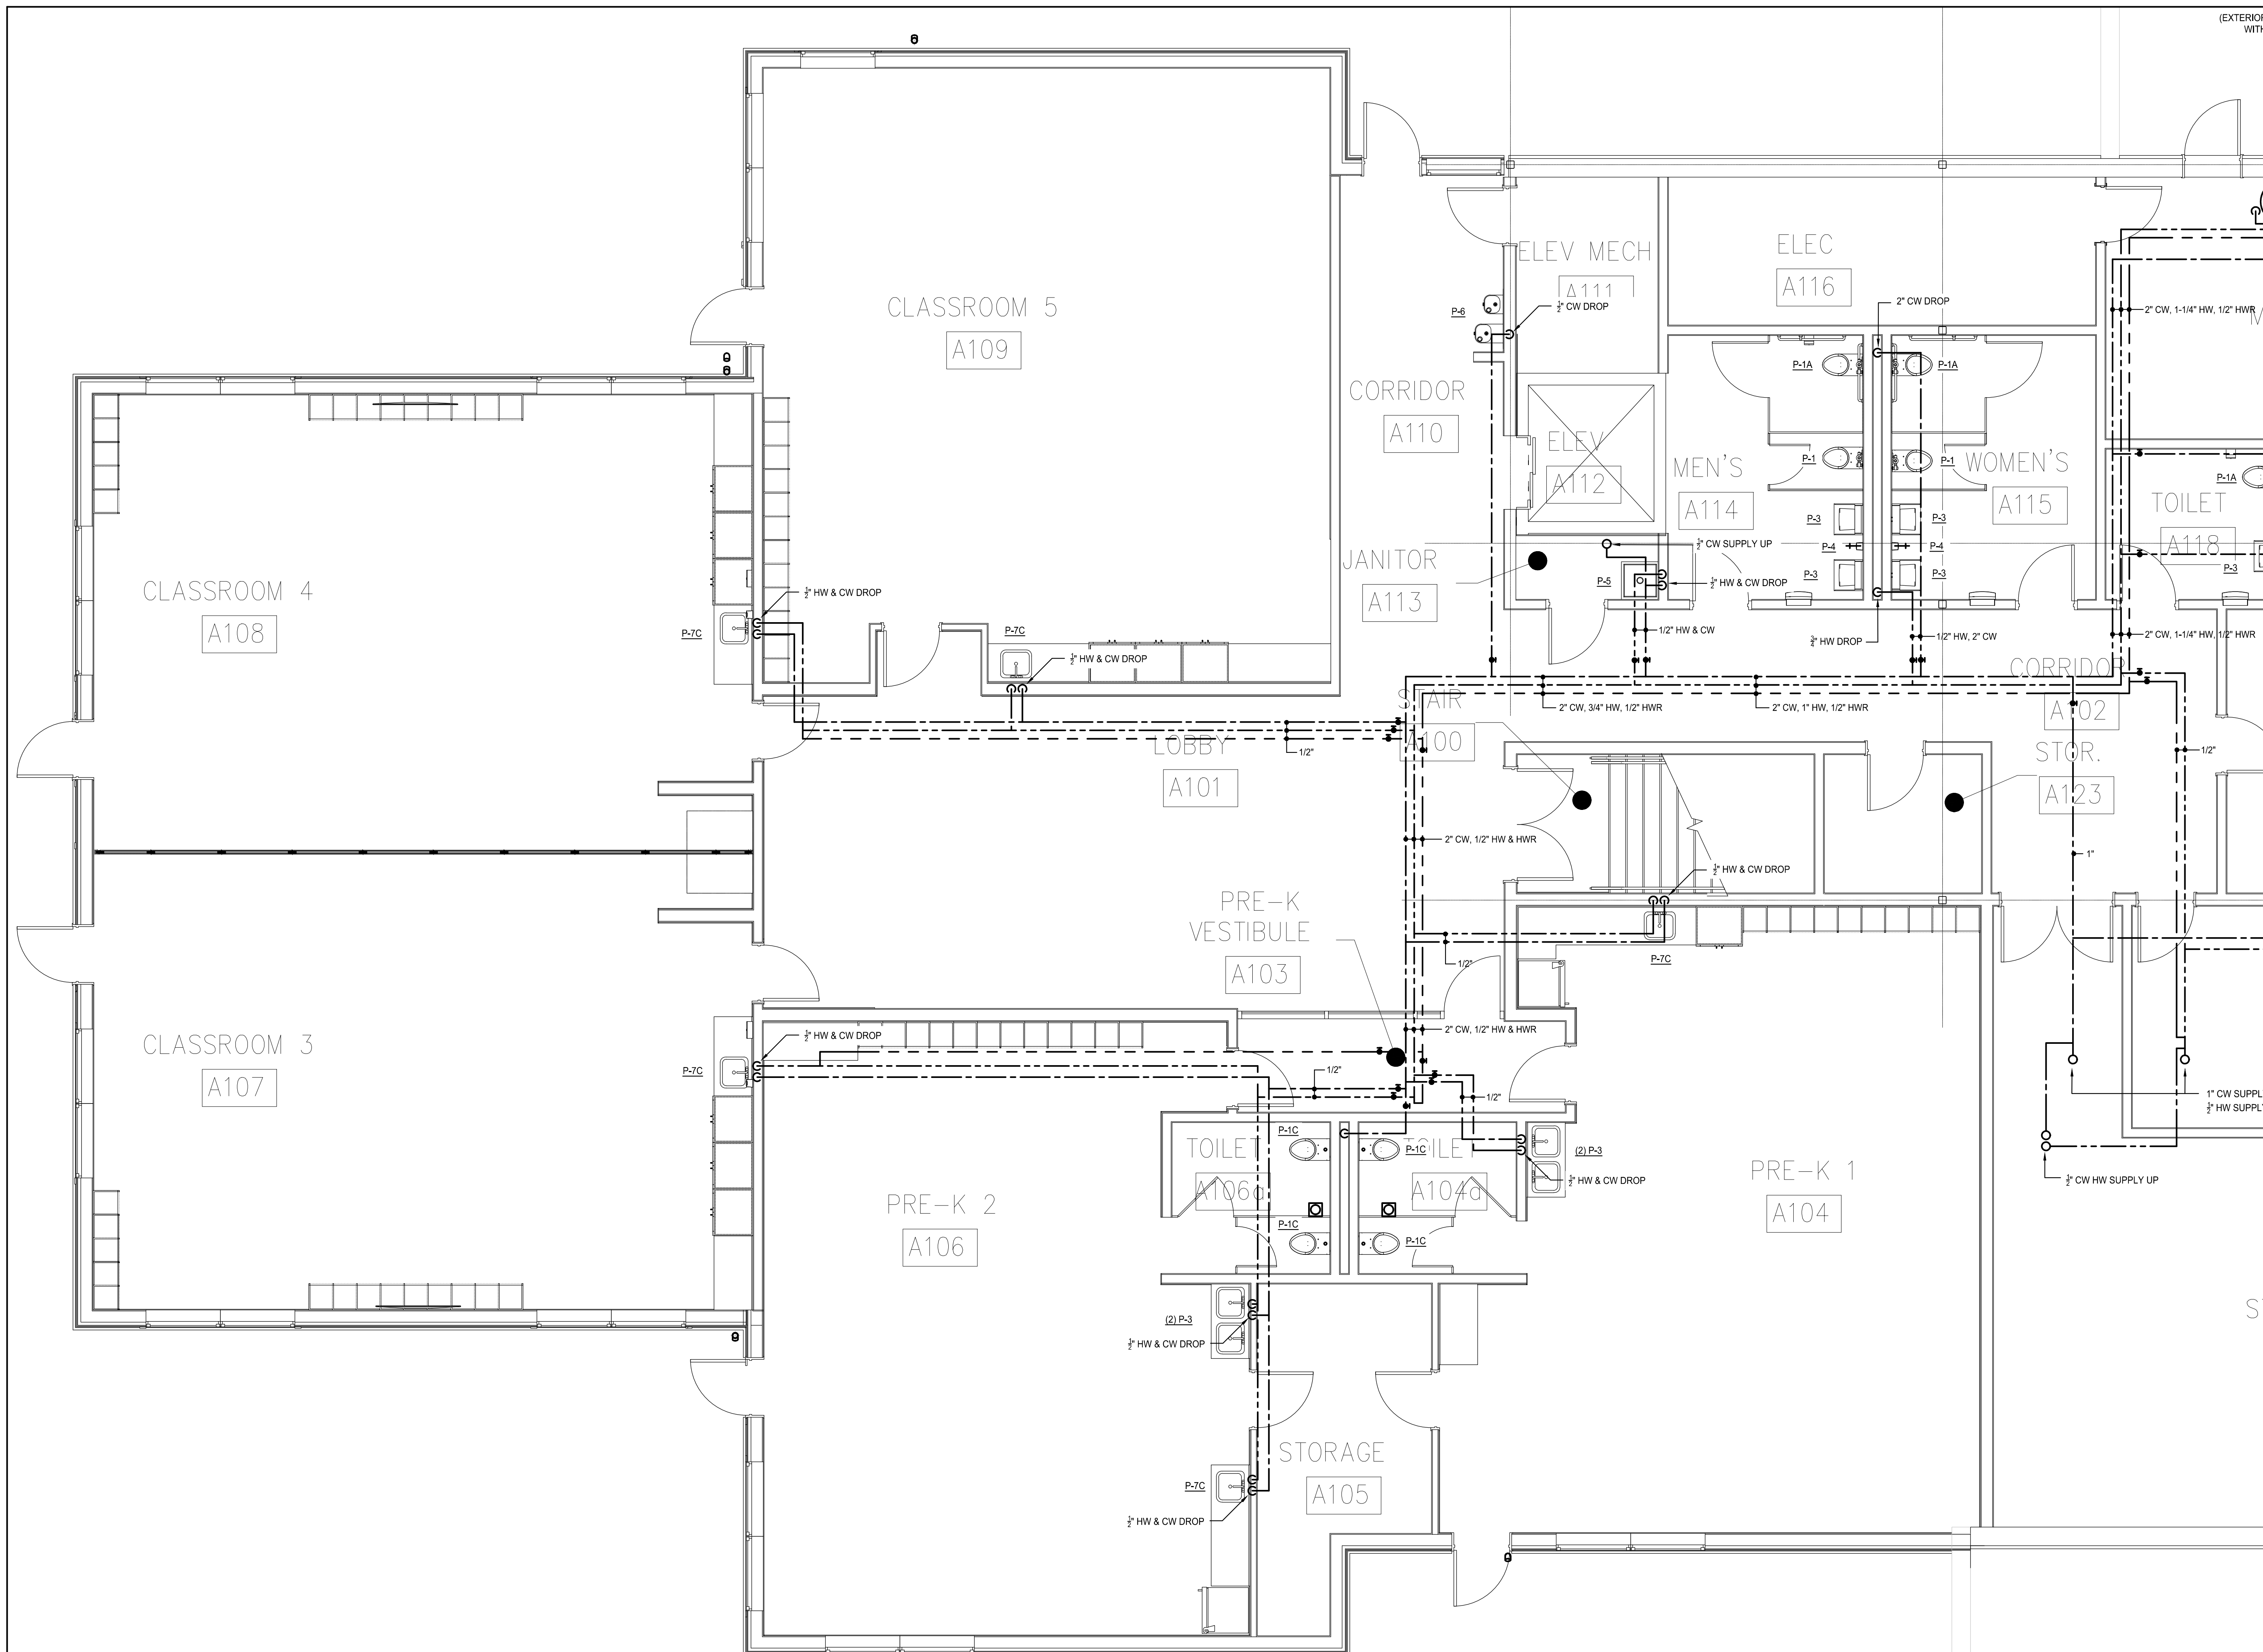 (EXTERIOR
WITH
CLASSROOM 5
A109
ELEV MECH
A111
½" CW DROP
P-6
ELEC
A116
2" CW DROP
2" CW, 1-1/4" HW, 1/2" HWR
M
CORRIDOR
A110
P-1A
P-1A
ELEV
A112
MEN'S
A114
P-1
P-1
WOMEN'S
A115
P-1A
TOILET
A118
P-3
P-3
P-4
P-4
P-3
P-3
P-3
JANITOR
A113
½" CW SUPPLY UP
P-5
½" HW & CW DROP
1/2" HW & CW
CLASSROOM 4
A108
½" HW & CW DROP
P-7C
P-7C
½" HW & CW DROP
1/2" HW, 2" CW
2" CW, 1-1/4" HW, 1/2" HWR
CORRIDOR
A102
STAIR
A100
2" CW, 3/4" HW, 1/2" HWR
2" CW, 1" HW, 1/2" HWR
LOBBY
A101
1/2"
STOR.
A123
1/2"
2" CW, 1/2" HW & HWR
1"
½" HW & CW DROP
PRE-K
VESTIBULE
A103
1/2"
P-7C
CLASSROOM 3
A107
½" HW & CW DROP
P-7C
2" CW, 1/2" HW & HWR
1/2"
1/2"
1" CW SUPPL
½" HW SUPPLY
TOILET
A106a
P-1C
P-1C
A104a
(2) P-3
½" HW & CW DROP
½" CW HW SUPPLY UP
PRE-K 2
A106
P-1C
P-1C
PRE-K 1
A104
(2) P-3
½" HW & CW DROP
ST
STORAGE
A105
P-7C
½" HW & CW DROP